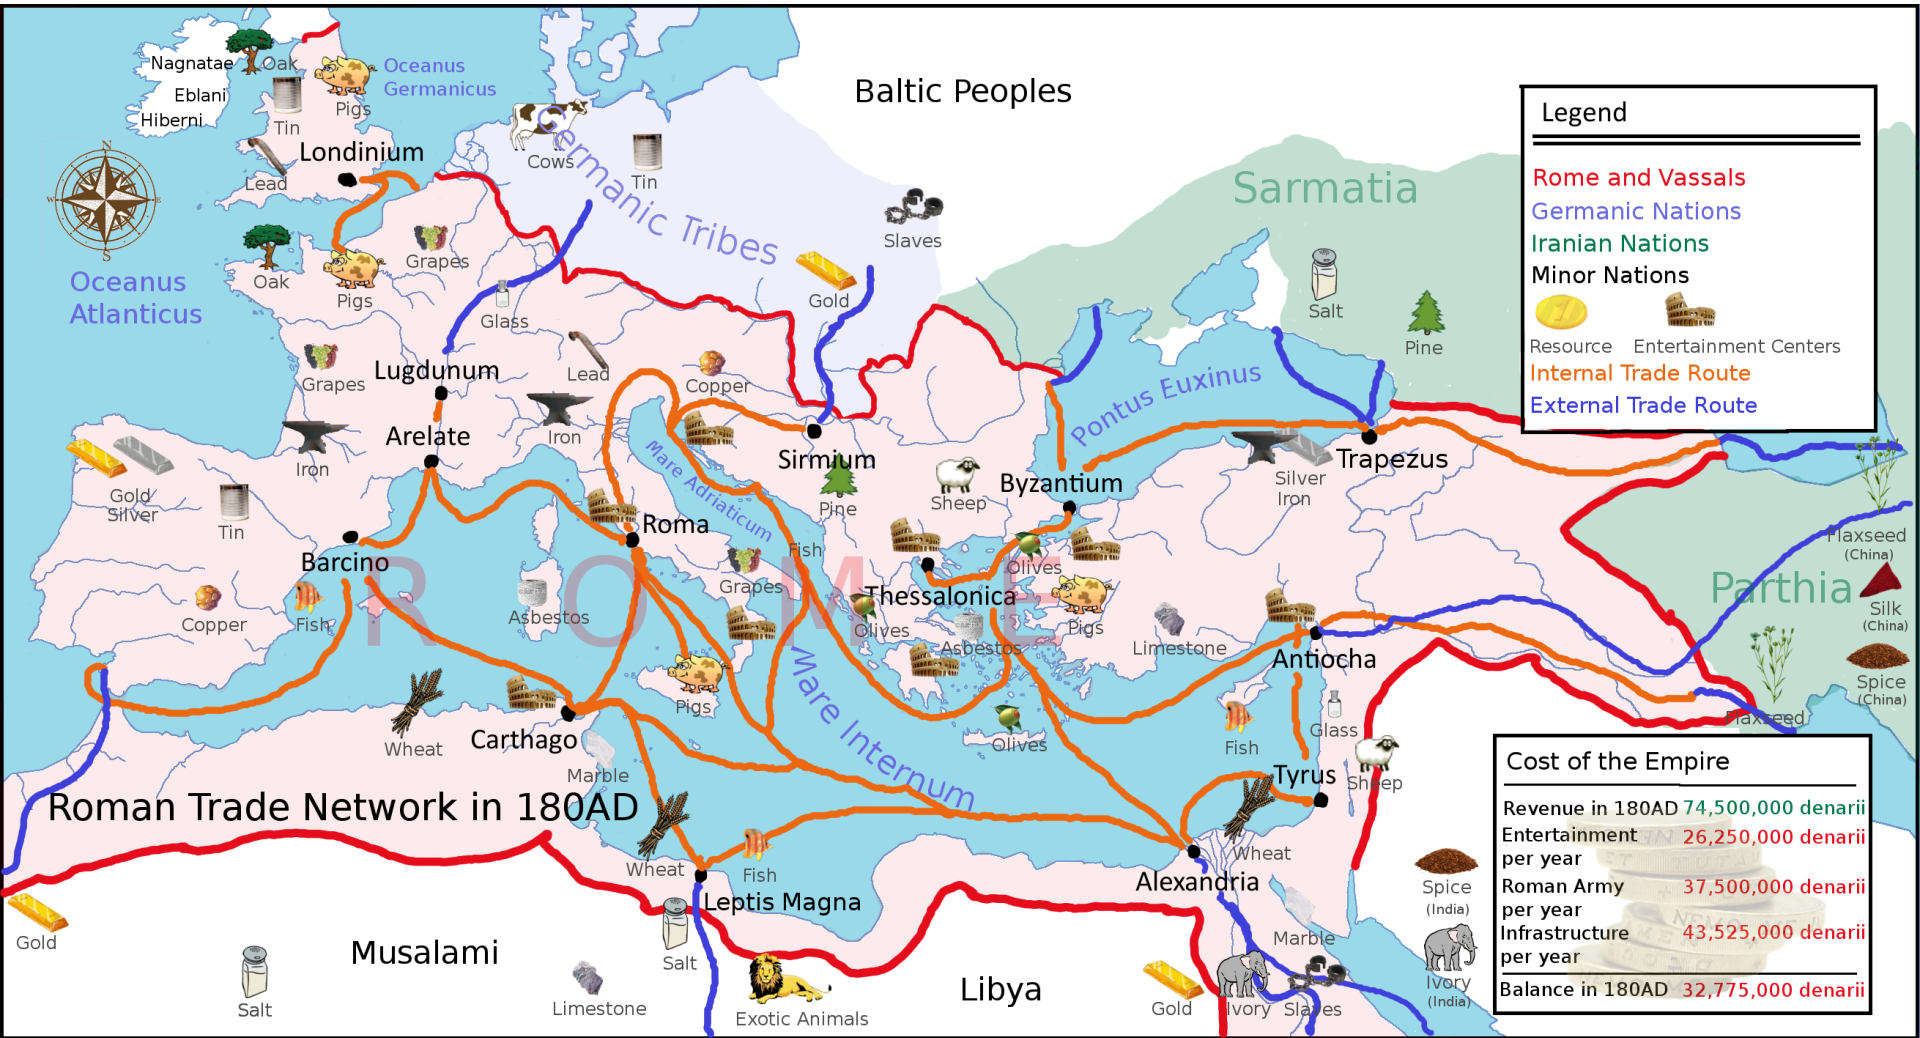 Nagnatae
Oak
Eblani
Hiberni
Tin
Pigs
Oceanus
Germanicus
Londinium
Lead
N
W
E
S
Oceanus
Atlanticus
Oak
Pigs
Grapes
Cows
Tin
Germanic Tribes
Slaves
Gold
Glass
Baltic Peoples
Sarmatia
Salt
Pine
Legend
Rome and Vassals
Germanic Nations
Iranian Nations
Minor Nations
1
Resource
Entertainment Centers
Internal Trade Route
External Trade Route
Grapes
Lugdunum
Lead
Copper
Arelate
Iron
Iron
Gold
Silver
Tin
Sirmium
Pine
Sheep
Byzantium
Pontus Euxinus
Silver
Iron
Trapezus
Mare Adriaticum
Roma
Barcino
Copper
Fish
Asbestos
Grapes
Fish
Olives
Thessalonica
Olives
Asbestos
Pigs
Limestone
ROME
Flaxseed
(China)
Parthia
Silk
(China)
Spice
(China)
Flaxseed
Antiocha
Glass
Fish
Olives
Pigs
Mare Internum
Wheat
Carthago
Marble
Tyrus
Sheep
Roman Trade Network in 180AD
Wheat
Fish
Leptis Magna
Wheat
Alexandria
Marble
Spice
(India)
Ivory
(India)
Gold
Musalami
Salt
Salt
Limestone
Exotic Animals
Libya
Gold
Ivory
Slaves
Cost of the Empire
Revenue in 180AD 74,500,000 denarii
Entertainment 26,250,000 denarii
per year
Roman Army 37,500,000 denarii
per year
Infrastructure 43,525,000 denarii
per year
Balance in 180AD 32,775,000 denarii